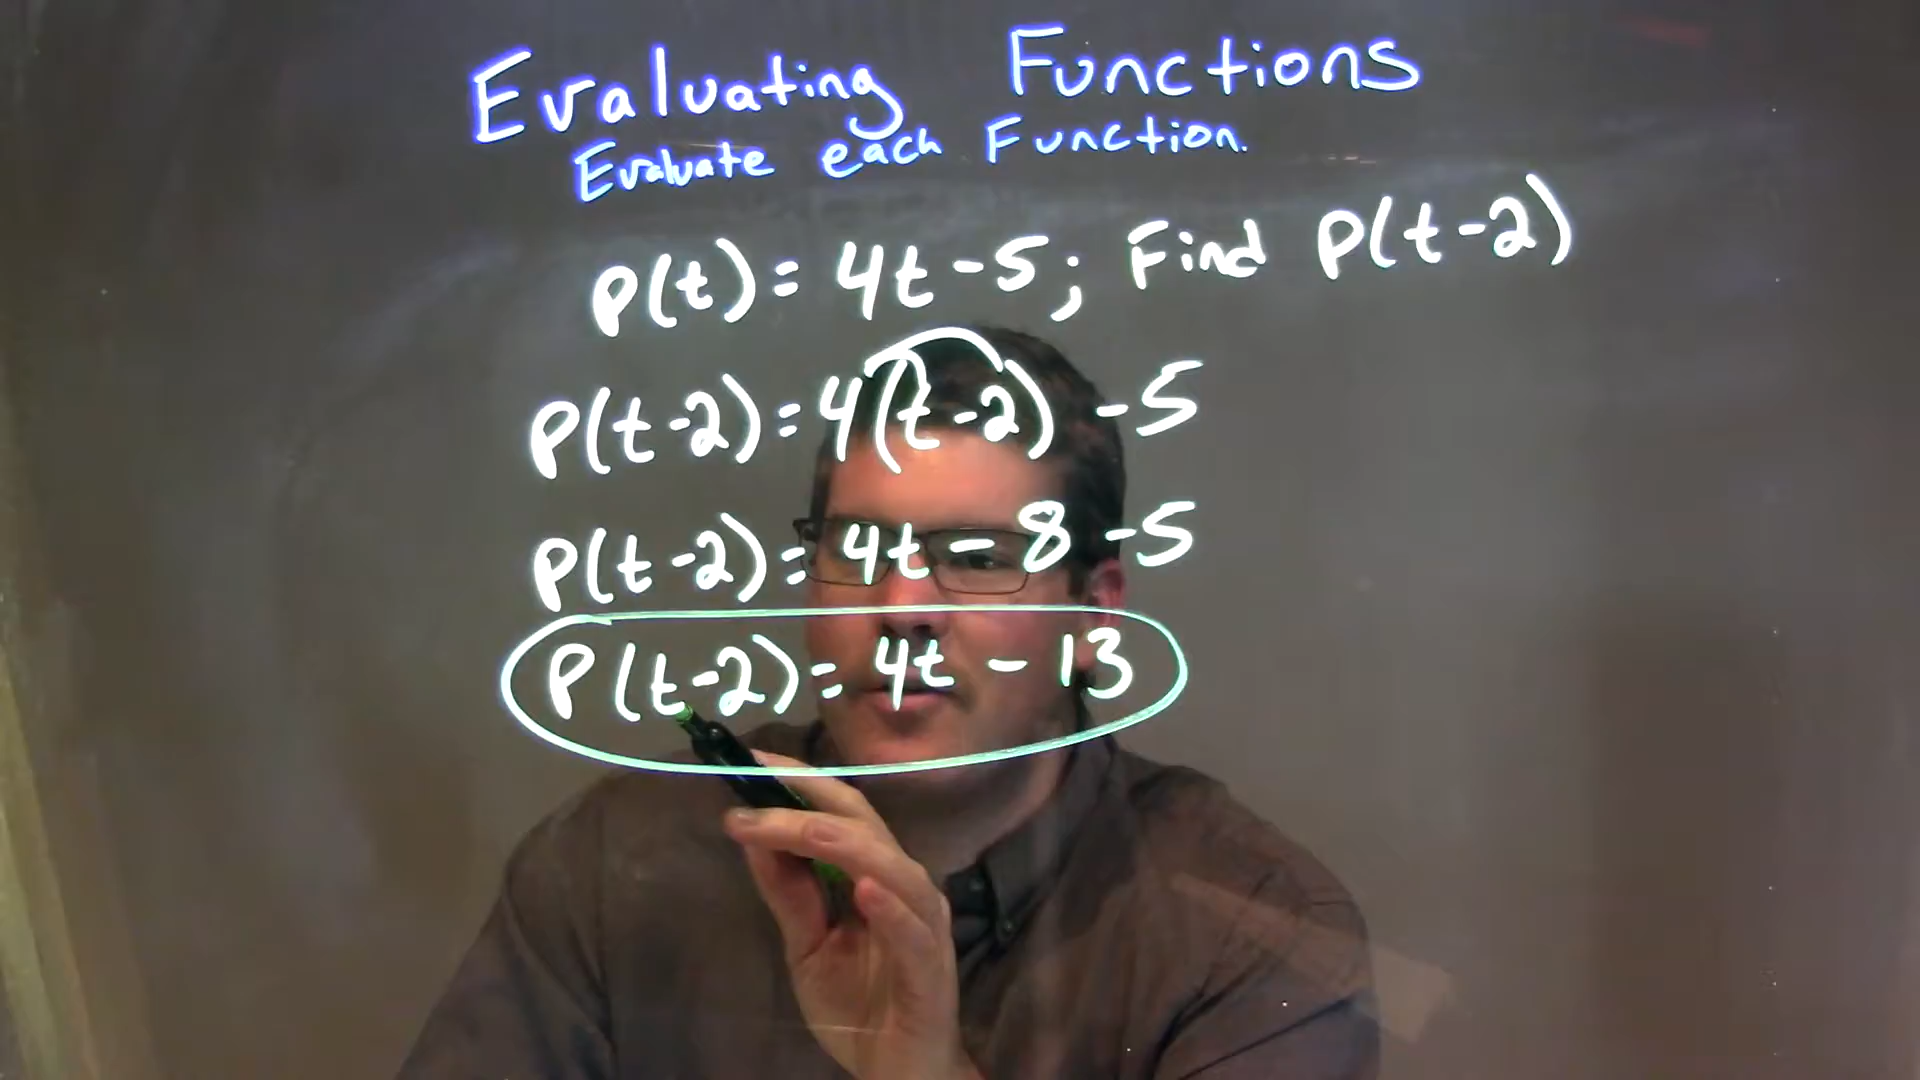 Evaluating Functions
Evaluate each Function.
P(t) = 4t - 5; Find P(t-2)
P(t-2) = 4(t-2) - 5
P(t-2) = 4t - 8 - 5
P(t-2) = 4t - 13